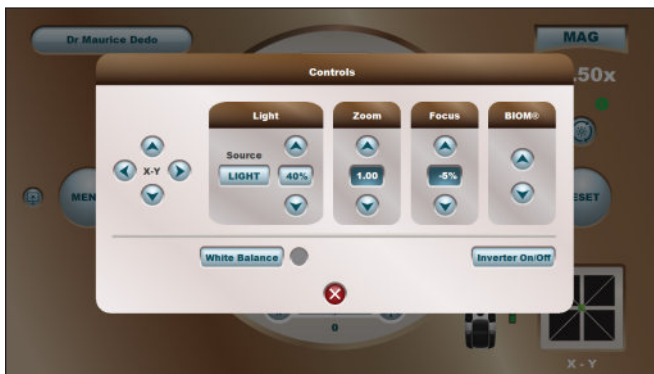 Dr Maurice Dedo
MAG
.50x
Controls
Light
Zoom
Focus
BIOM®
Source
X-Y
LIGHT
40%
1.00
-5%
MEN
ESET
White Balance
Inverter On/Off
0
X - Y